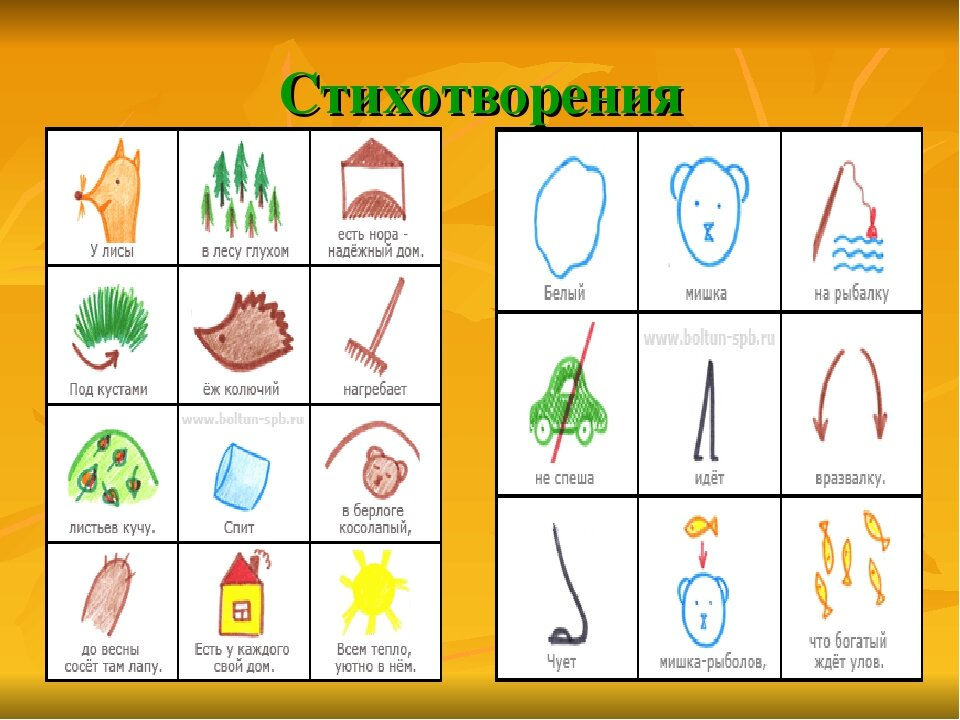 Стихотворения
У лисы
в лесу глухом
есть нора -
надёжный дом.
Под кустами
ёж колючий
нагребает
листьев кучу.
www.boltun-spb.ru
Спит
в берлоге
косолапый,
до весны
сосёт там лапу.
Есть у каждого
свой дом.
Всем тепло,
уютно в нём.
Белый
мишка
на рыбалку
не спеша
www.boltun-spb.ru
идёт
вразвалку.
Чует
мишка-рыболов,
что богатый
ждёт улов.